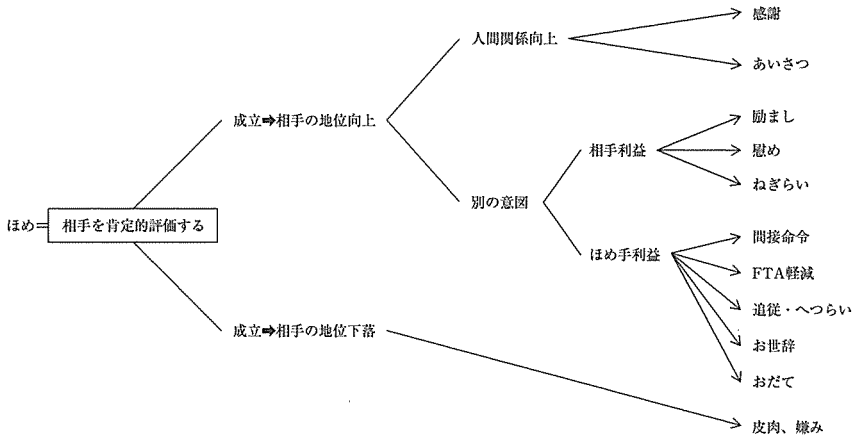 感謝
人間関係向上
あいさつ
成立⇒相手の地位向上
励まし
相手利益
慰め
ねぎらい
別の意図
ほめ＝相手を肯定的評価する
間接命令
ほめ手利益
FTA軽減
追従・へつらい
成立⇒相手の地位下落
お世辞
おだて
皮肉、嫌み